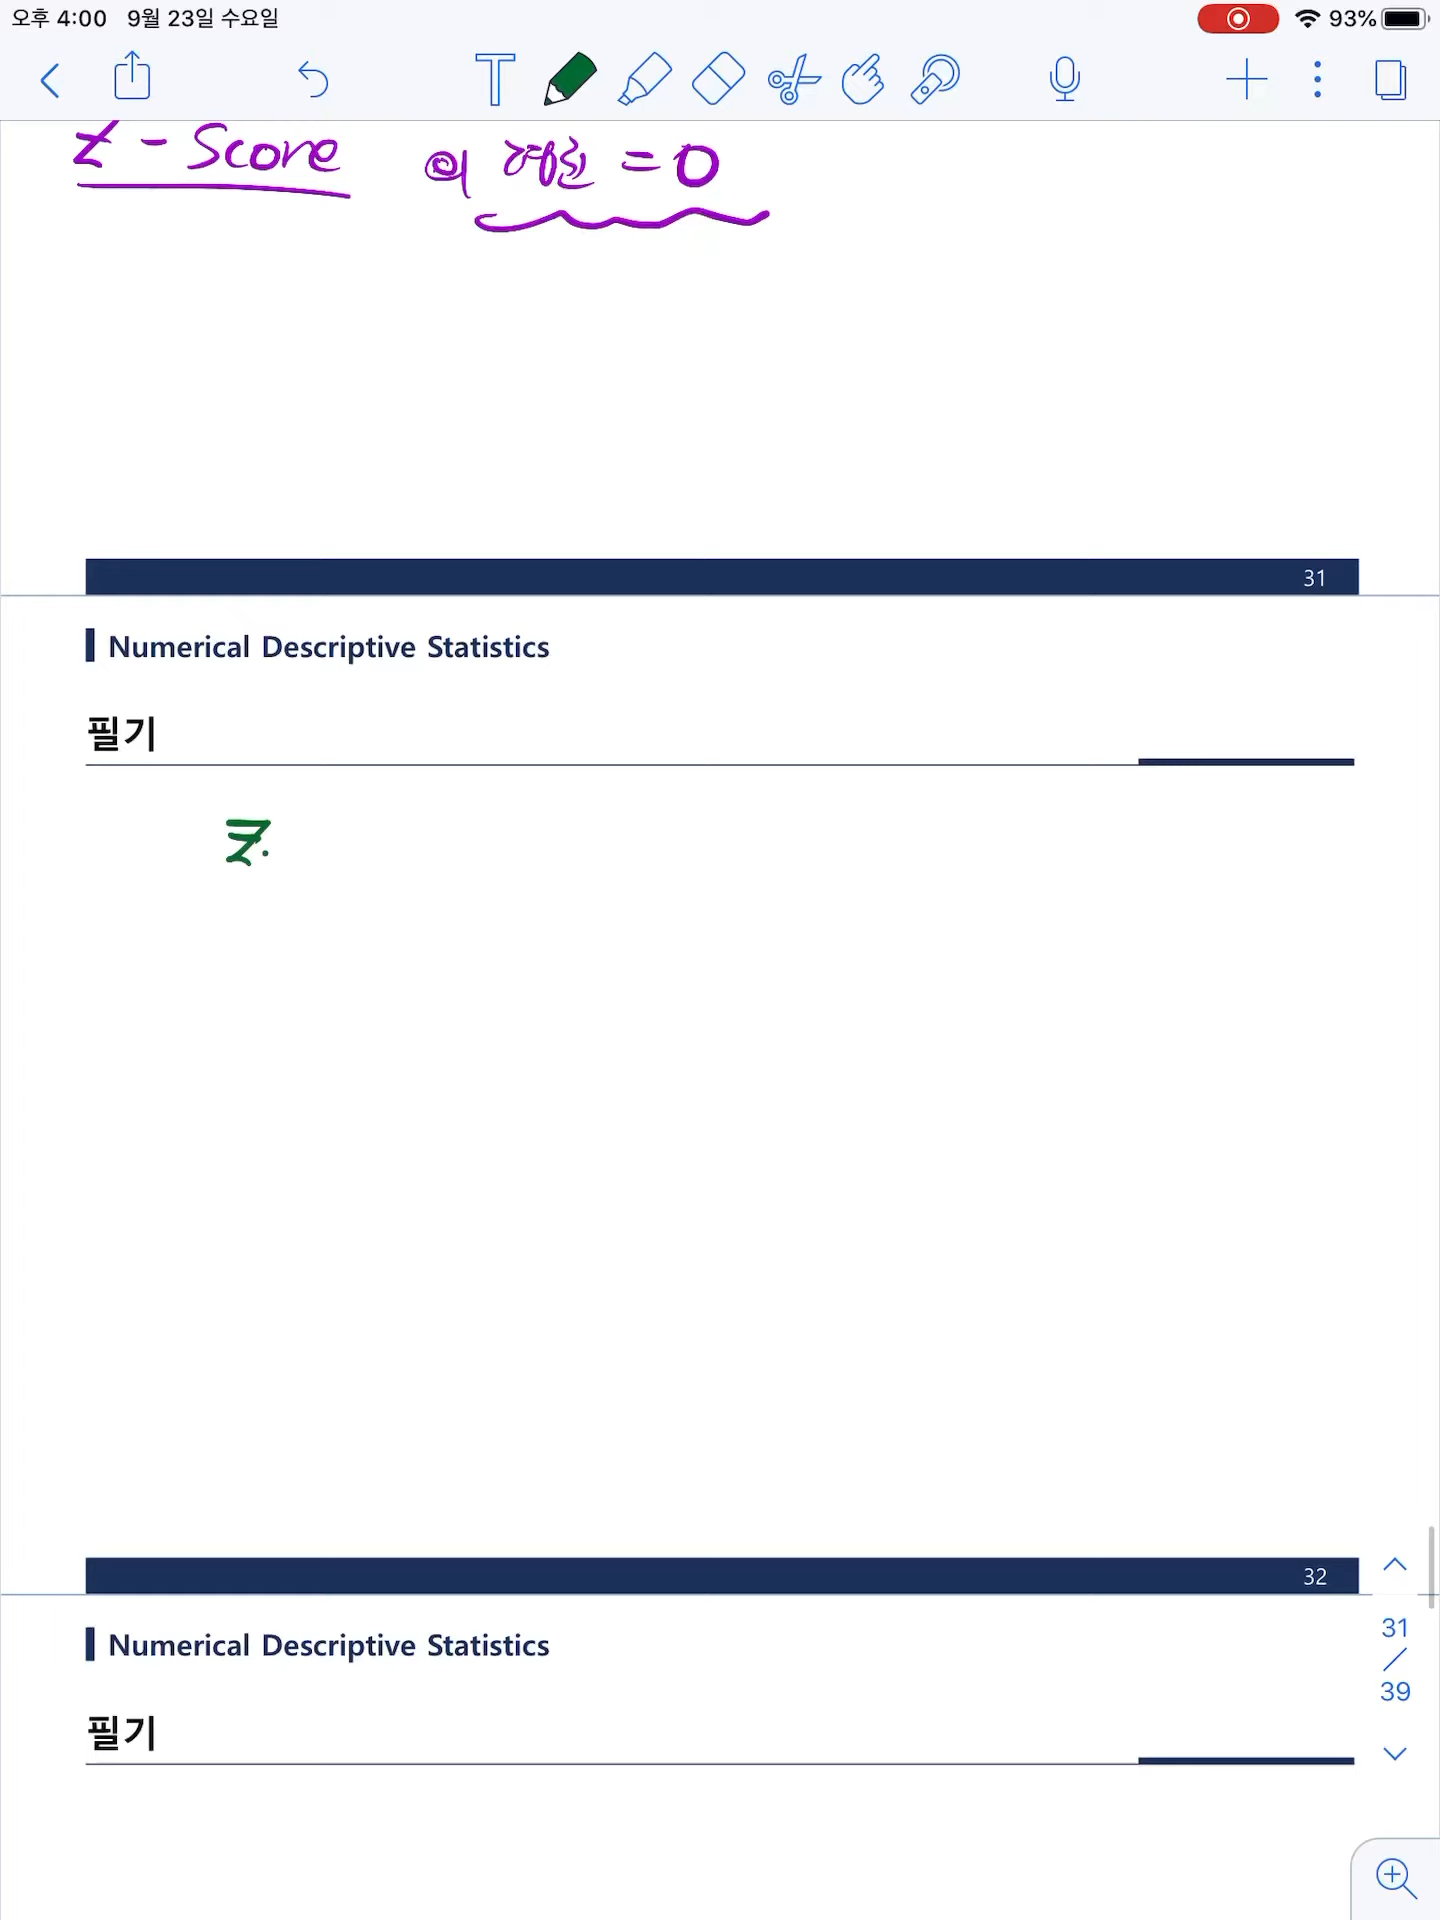 오후 4:00 9월 23일 수요일 93%
T
Z - Score 의 평균 = 0
31
Numerical Descriptive Statistics
필기
Z.
32
Numerical Descriptive Statistics
필기
31
/
39